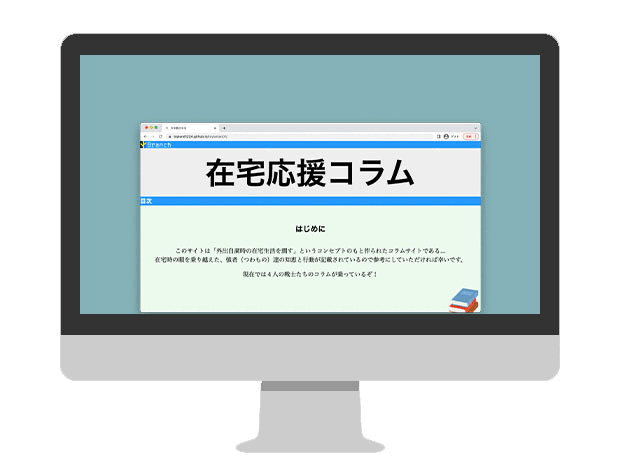 Branch
在宅応援コラム
目次
はじめに
このサイトは「外出自粛時の在宅生活を潤す」というコンセプトのもと作られたコラムサイトである...
在宅時の暇を乗り越えた、強者（つわもの）達の知恵と行動が記載されているので参考にしていただければ幸いです。
現在では４人の戦士たちのコラムが乗っているぞ！